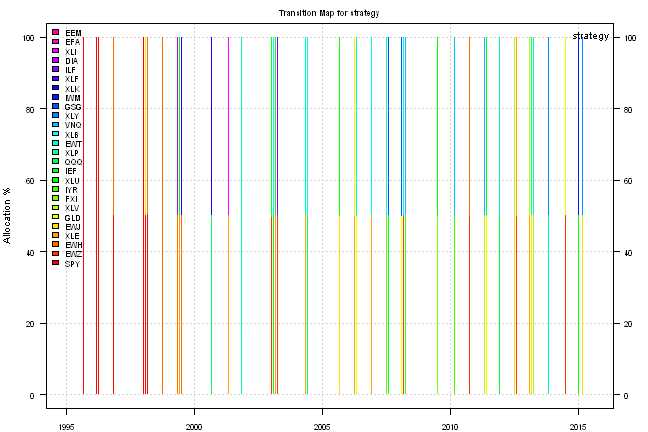 Transition Map for strategy
strategy
EEM
EFA
XLI
DIA
ILF
XLF
XLK
IWM
GSG
XLY
VNQ
XLB
EWT
XLP
QQQ
IEF
XLU
IYR
FXI
XLV
GLD
EWJ
XLE
EWH
EWZ
SPY
Allocation %
100
80
60
40
20
0
100
80
60
40
20
0
1995 2000 2005 2010 2015